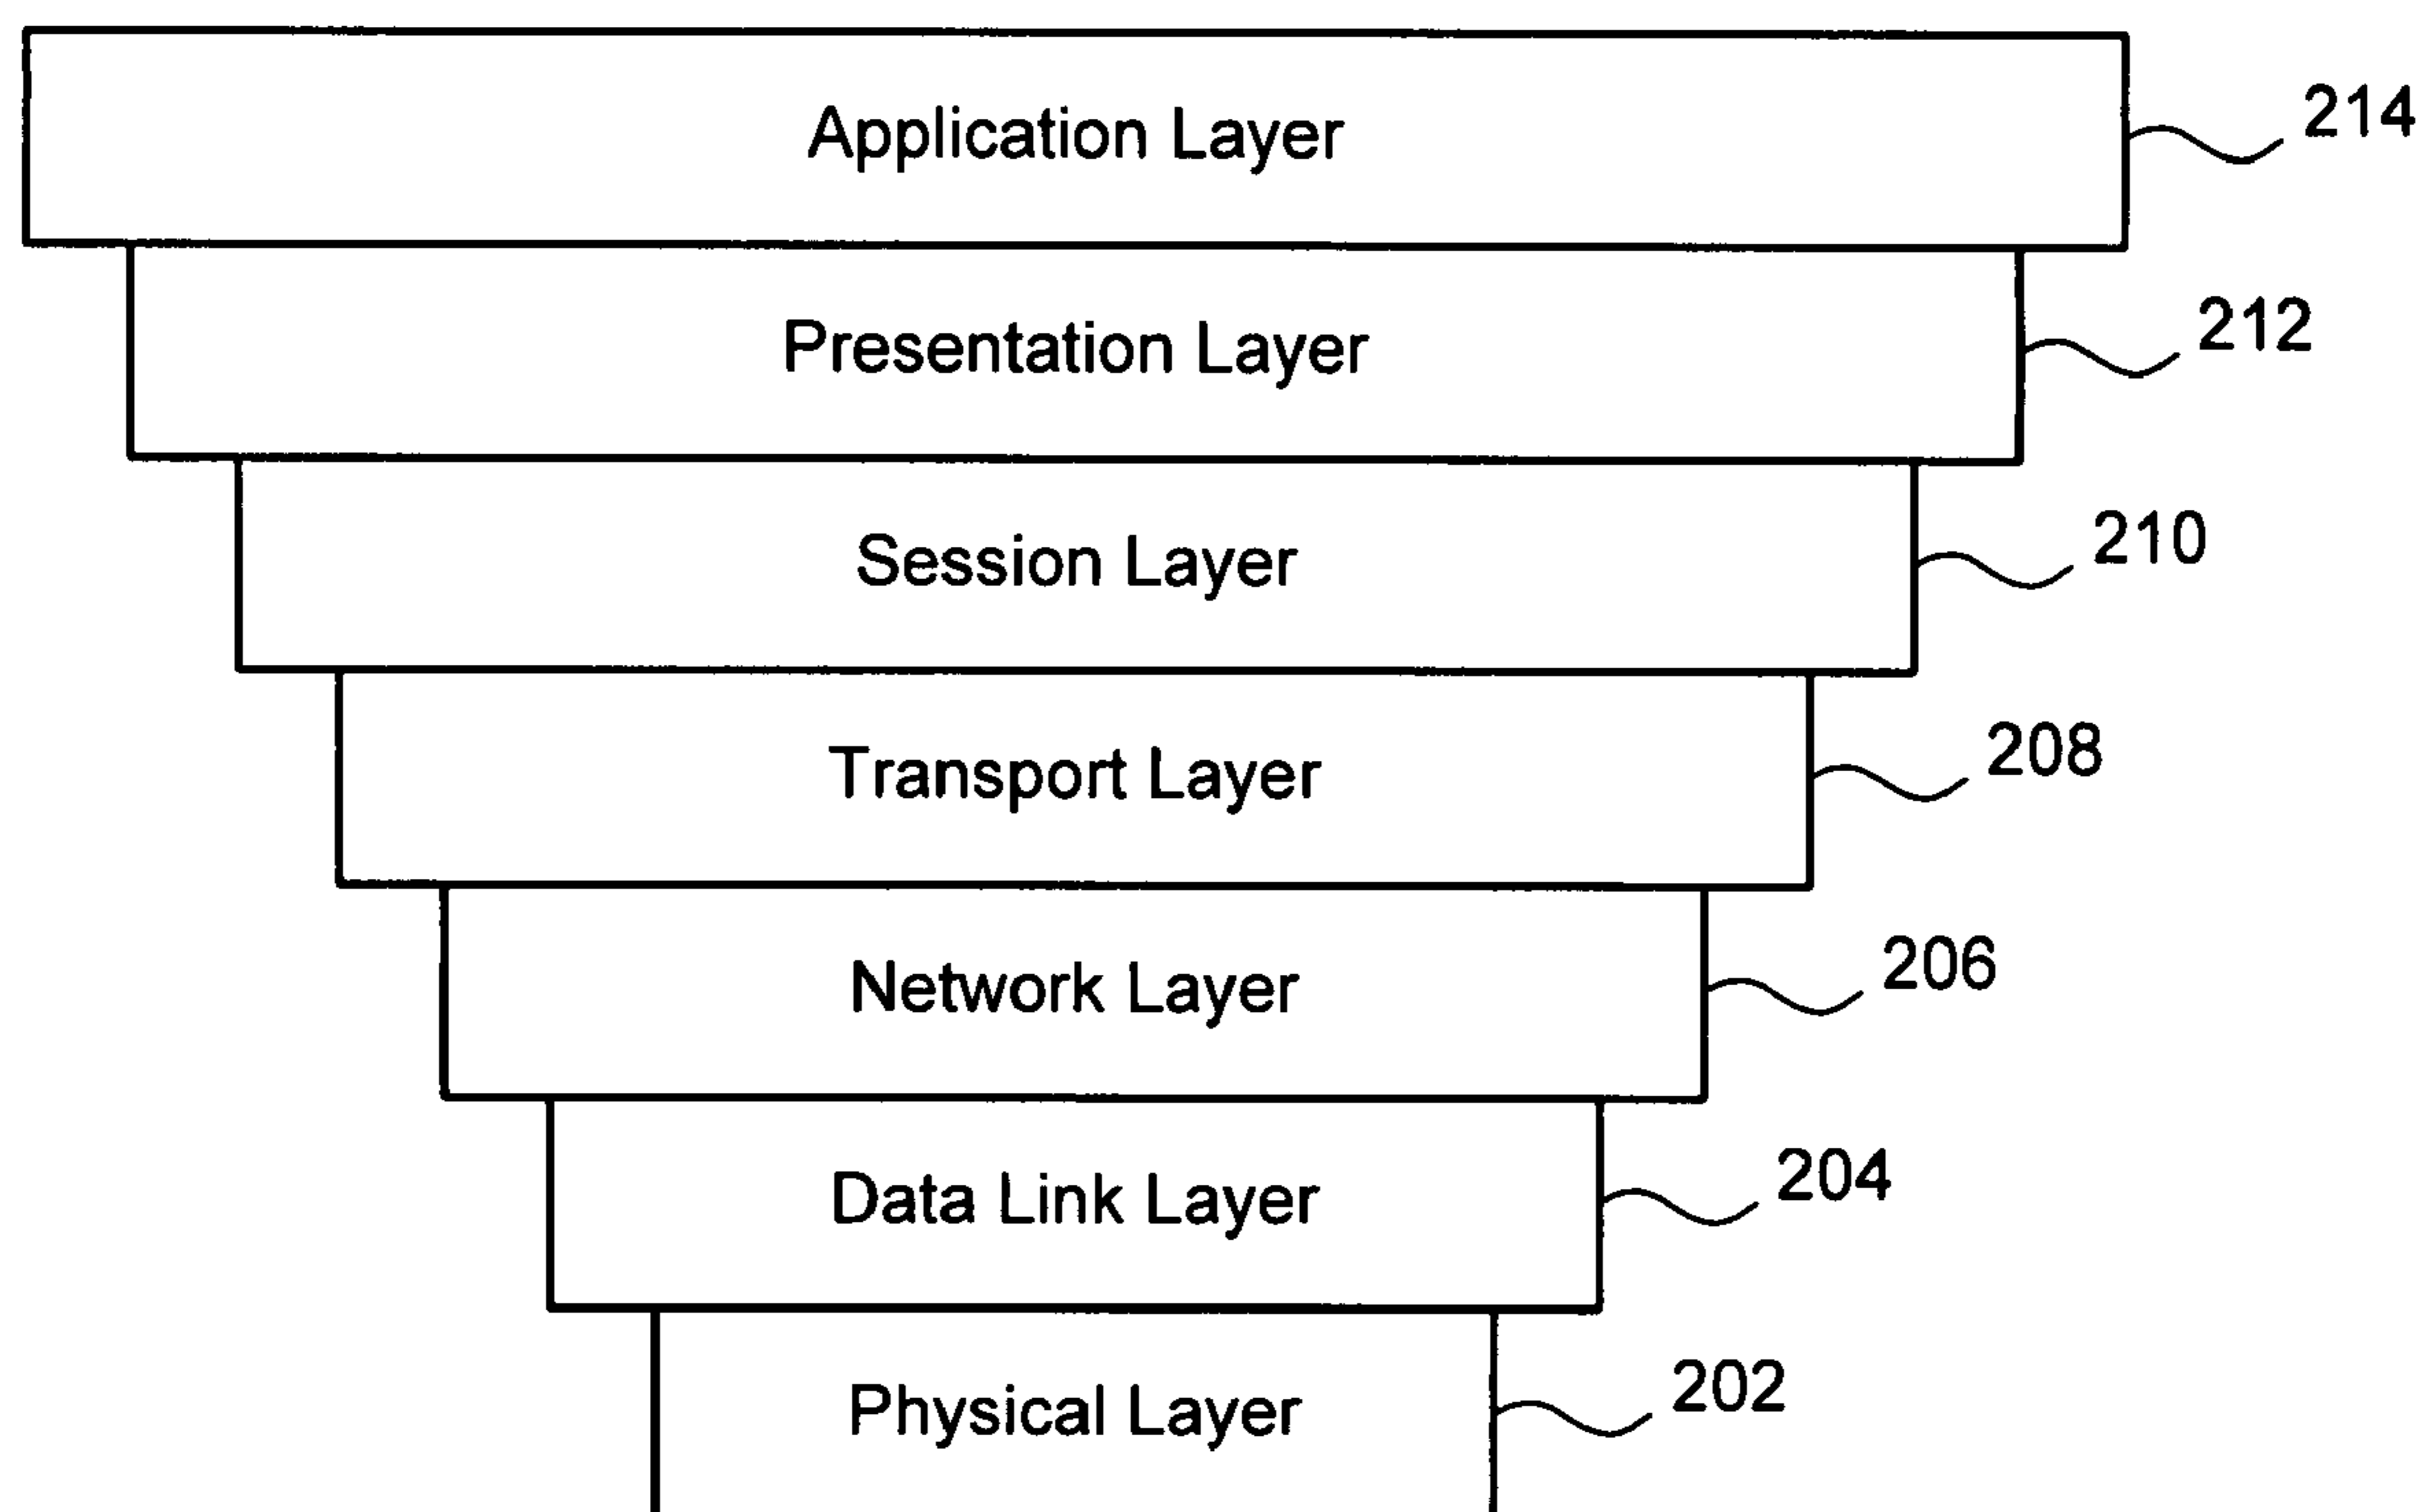 Application Layer 214
Presentation Layer 212
Session Layer 210
Transport Layer 208
Network Layer 206
Data Link Layer 204
Physical Layer 202